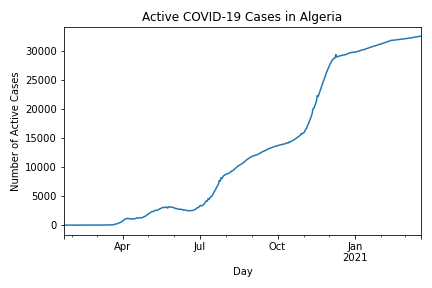 Active COVID-19 Cases in Algeria
Number of Active Cases
30000
25000
20000
15000
10000
5000
0
Apr
Jul
Oct
Jan
2021
Day